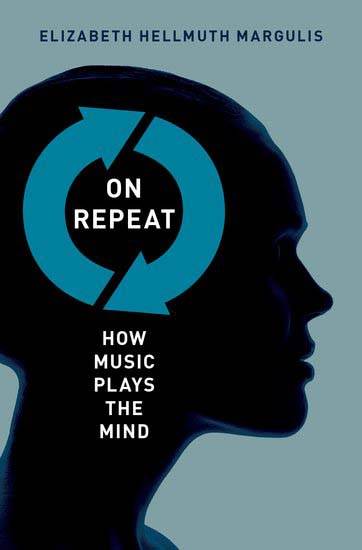 ELIZABETH HELLMUTH MARGULIS
ON
REPEAT
HOW
MUSIC
PLAYS
THE
MIND